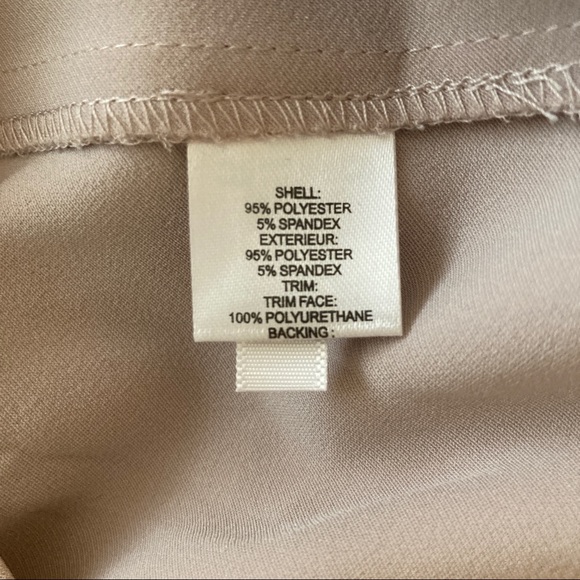 SHELL:
95% POLYESTER
5% SPANDEX
EXTERIEUR:
95% POLYESTER
5% SPANDEX
TRIM:
TRIM FACE:
100% POLYURETHANE
BACKING :